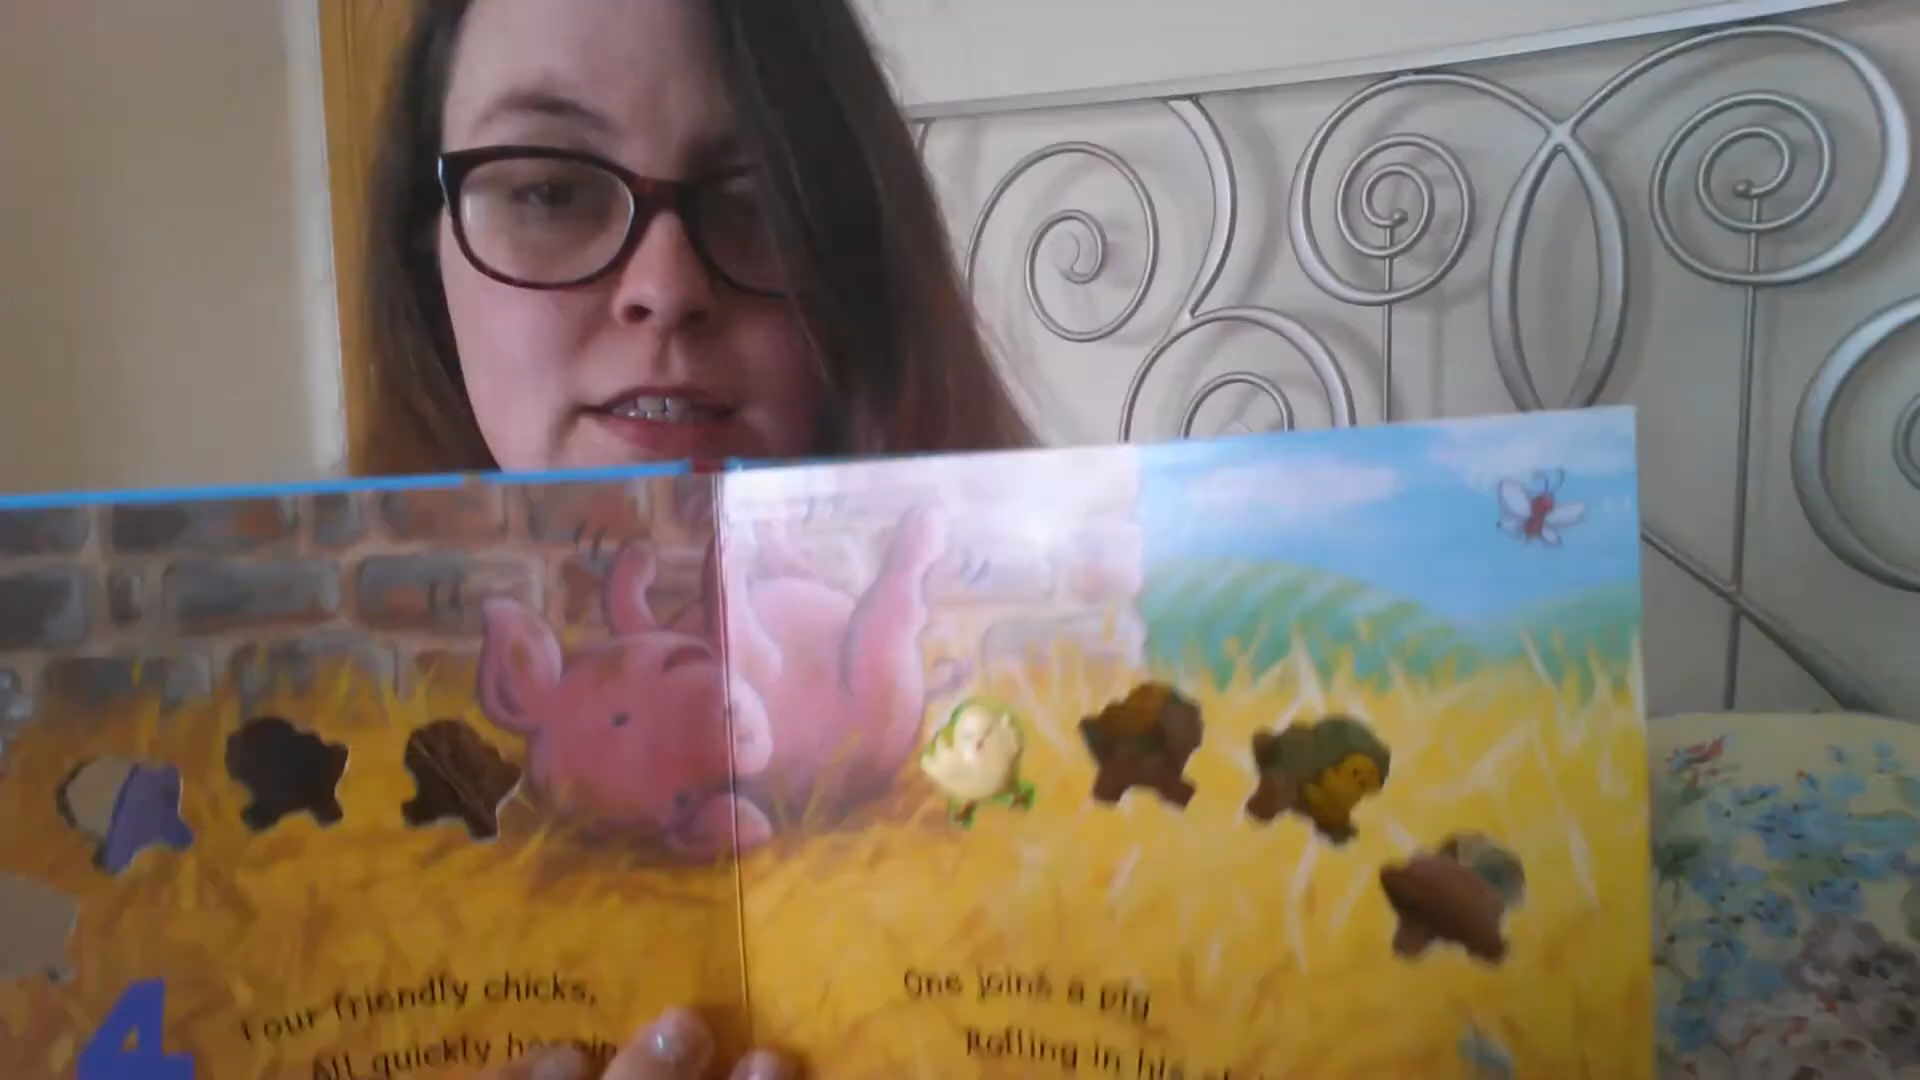 4
Four friendly chicks,
All quickly
One joins a pig
Rolling in his